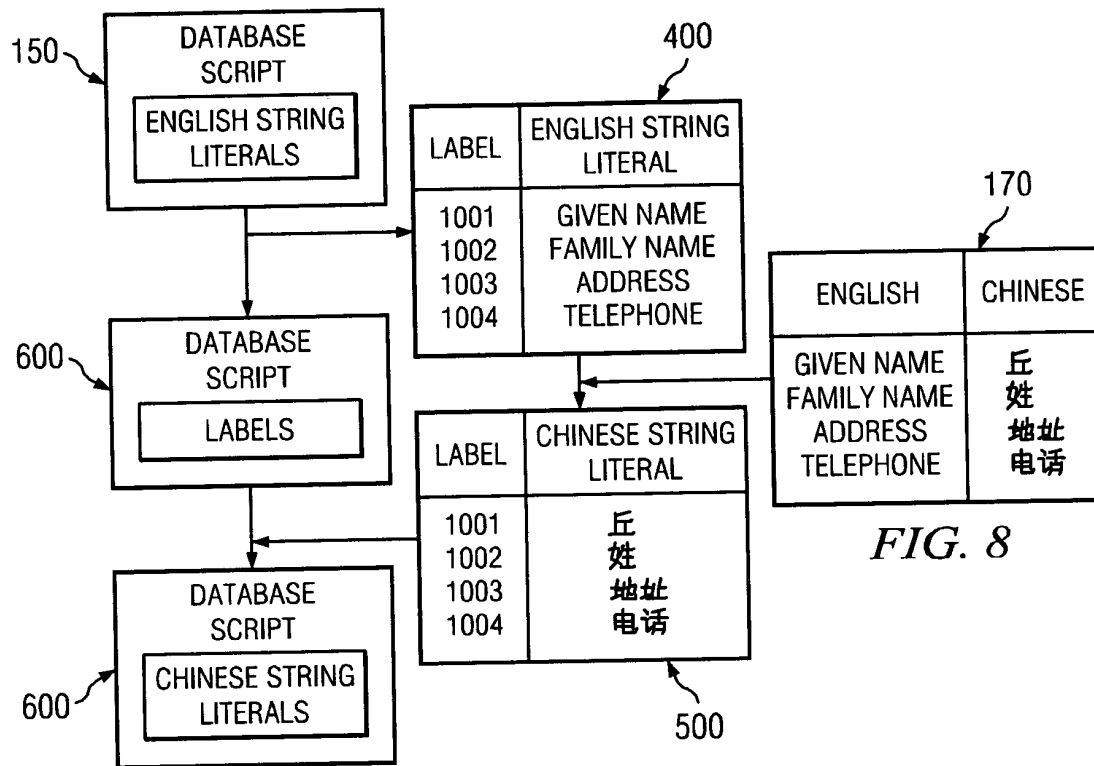 150
DATABASE
SCRIPT
ENGLISH STRING
LITERALS
400
LABEL
ENGLISH STRING
LITERAL
1001 GIVEN NAME
1002 FAMILY NAME
1003 ADDRESS
1004 TELEPHONE
170
ENGLISH
CHINESE
GIVEN NAME 丘
FAMILY NAME 姓
ADDRESS 地址
TELEPHONE 电话
600
DATABASE
SCRIPT
LABELS
LABEL
CHINESE STRING
LITERAL
1001 丘
1002 姓
1003 地址
1004 电话
500
600
DATABASE
SCRIPT
CHINESE STRING
LITERALS
FIG. 8